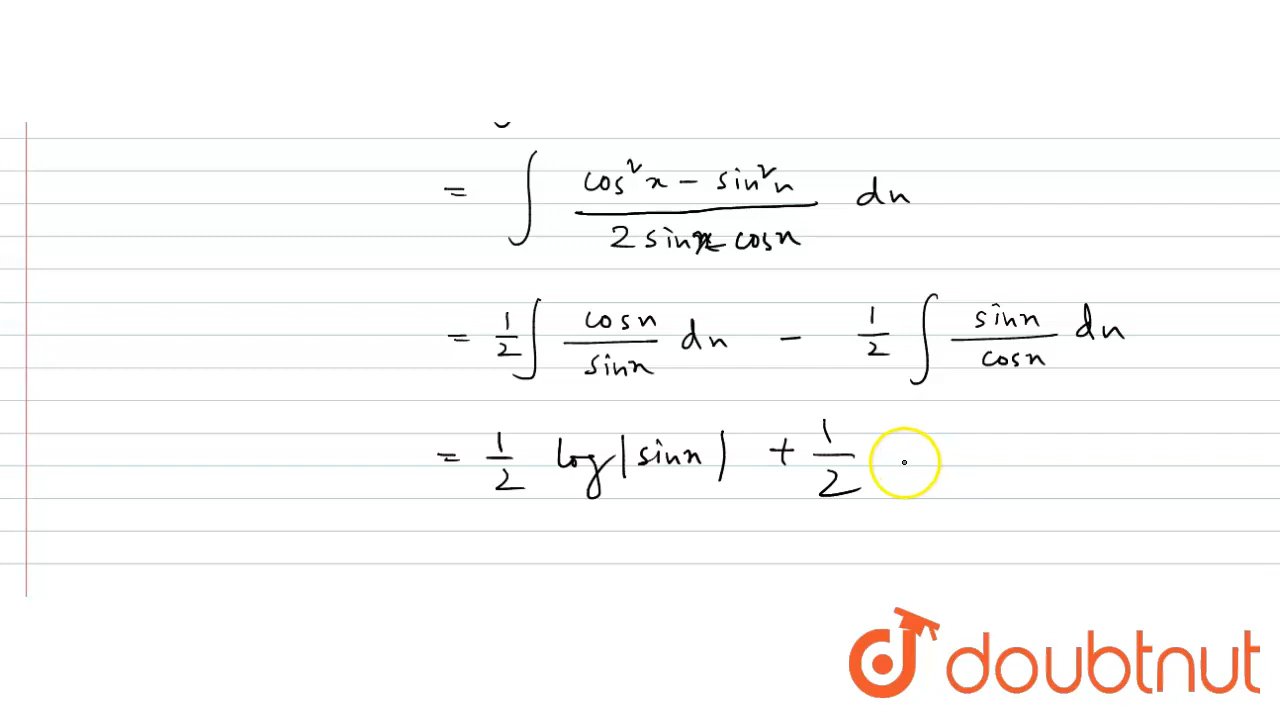 = ∫ (cos²x − sin²x)/(2 sinx cosx) dx
= 1/2 ∫ cosx/sinx dx − 1/2 ∫ sinx/cosx dx
= 1/2 log|sinx| + 1/2
doubtnut